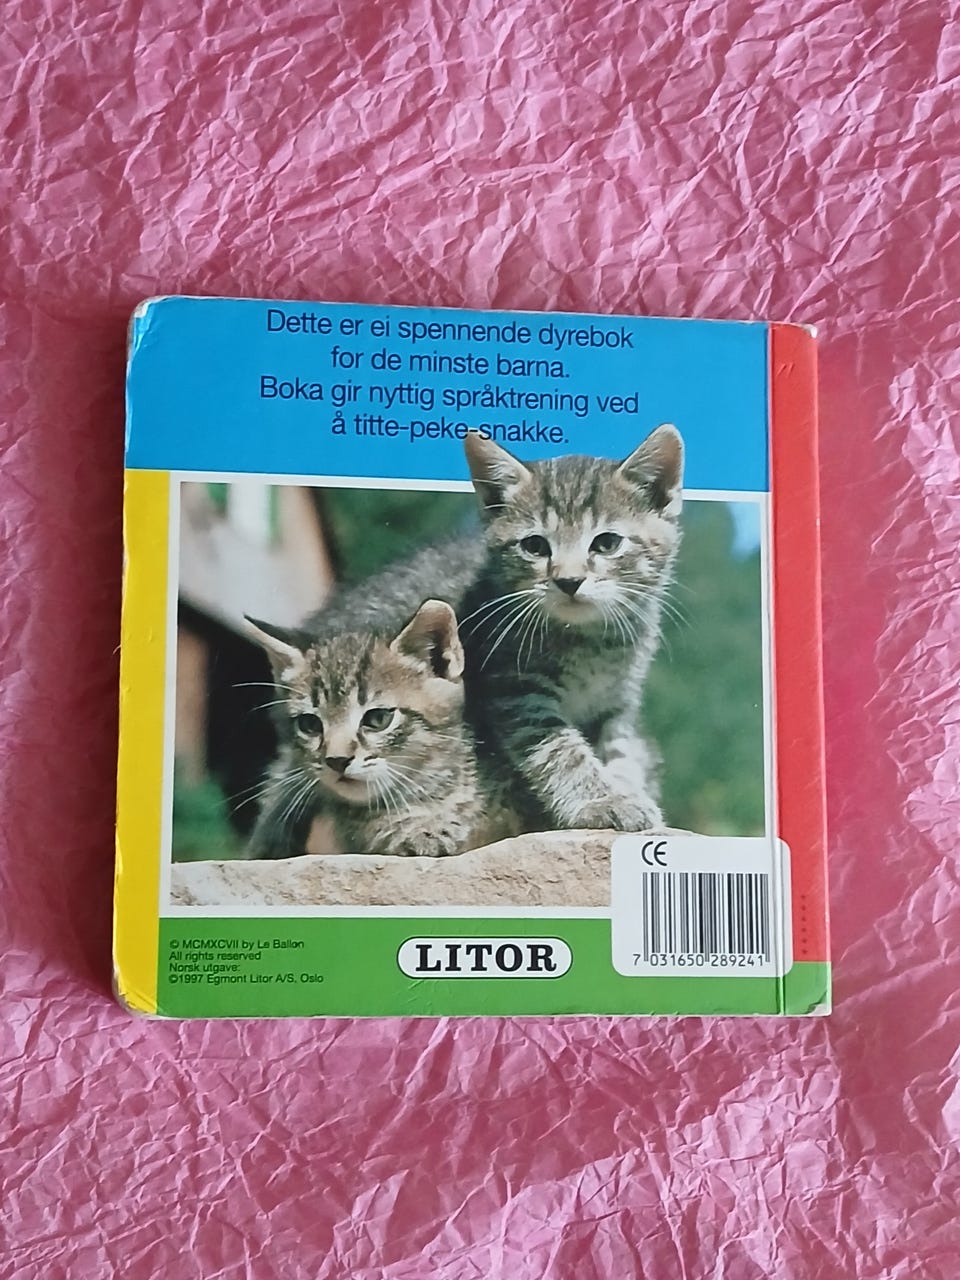 Dette er ei spennende dyrebok
for de minste barna.
Boka gir nyttig språktrening ved
å titte-peke-snakke.
CE
7 031650 289241
© MCMXCVII by Le Ballon
All rights reserved
Norsk utgave:
©1997 Egmont Litor A/S, Oslo
LITOR